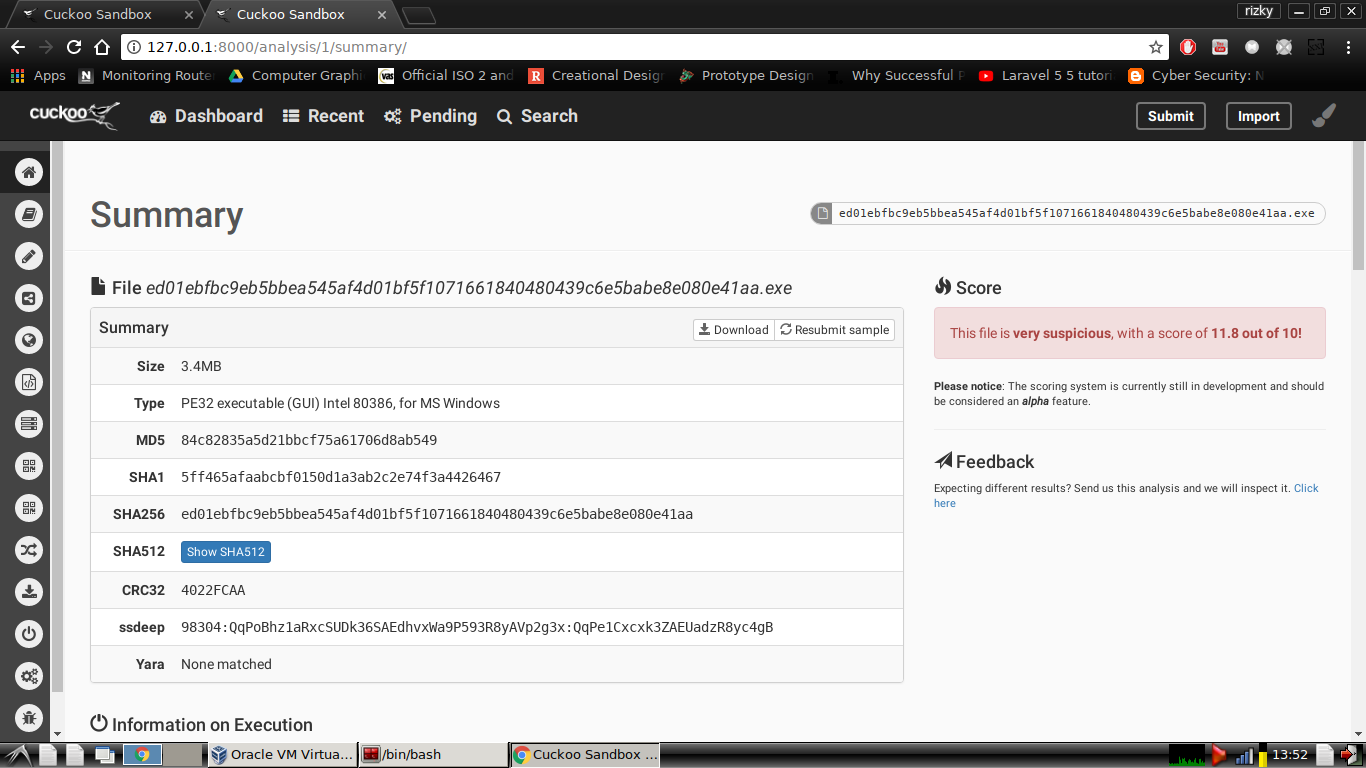 Cuckoo Sandbox
Cuckoo Sandbox
rizky
127.0.0.1:8000/analysis/1/summary/
Apps Monitoring Route Computer Graphi Official ISO 2 and Creational Desig Prototype Design Why Successful P Laravel 5 5 tutori Cyber Security: N
cuckoo Dashboard Recent Pending Search Submit Import
Summary
ed01ebfbc9eb5bbea545af4d01bf5f1071661840480439c6e5babe8e080e41aa.exe
File ed01ebfbc9eb5bbea545af4d01bf5f1071661840480439c6e5babe8e080e41aa.exe
Summary Download Resubmit sample
Size 3.4MB
Type PE32 executable (GUI) Intel 80386, for MS Windows
MD5 84c82835a5d21bbcf75a61706d8ab549
SHA1 5ff465afaabcbf0150d1a3ab2c2e74f3a4426467
SHA256 ed01ebfbc9eb5bbea545af4d01bf5f1071661840480439c6e5babe8e080e41aa
SHA512 Show SHA512
CRC32 4022FCAA
ssdeep 98304:QqPoBhz1aRxcSUDk36SAEdhvxWa9P593R8yAVp2g3x:QqPe1Cxcxk3ZAEUadzR8yc4gB
Yara None matched
Score
This file is very suspicious, with a score of 11.8 out of 10!
Please notice: The scoring system is currently still in development and should
be considered an alpha feature.
Feedback
Expecting different results? Send us this analysis and we will inspect it. Click
here
Information on Execution
Oracle VM Virtua... /bin/bash Cuckoo Sandbox ... 13:52